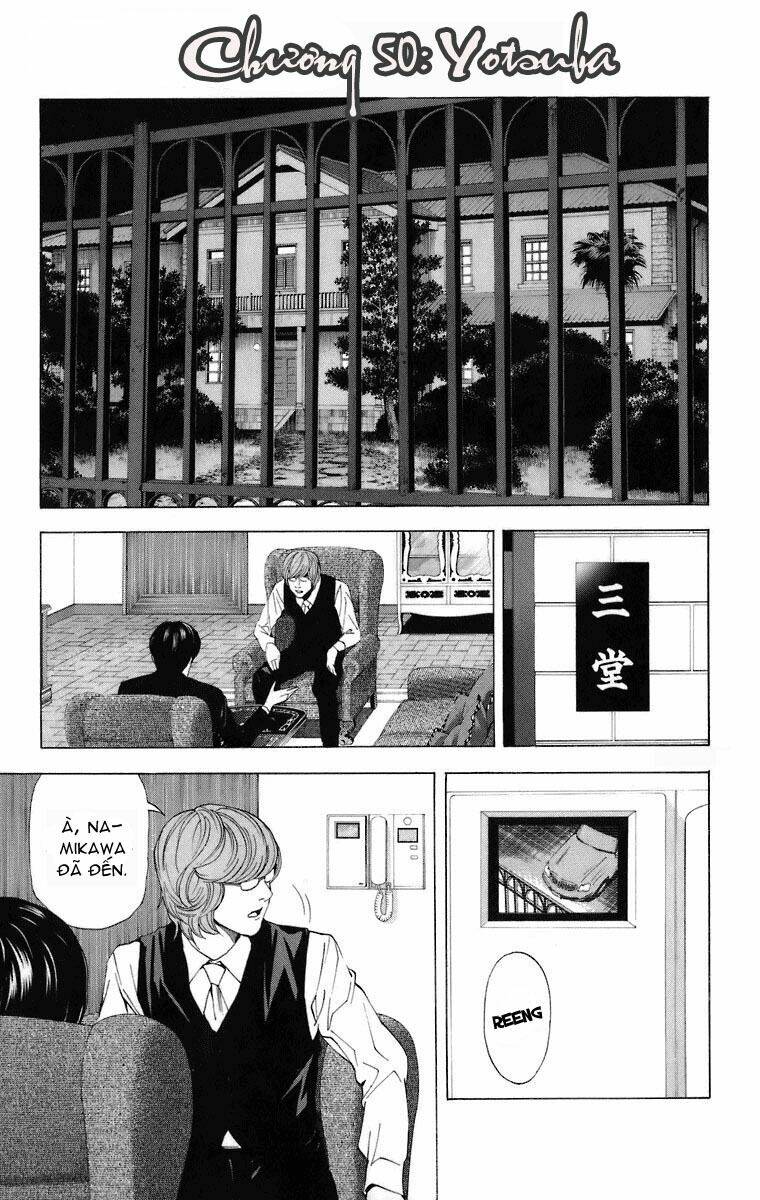 Chương 50: Yotsuba
三
堂
À, NA-
MIKAWA
ĐÃ ĐẾN.
REENG